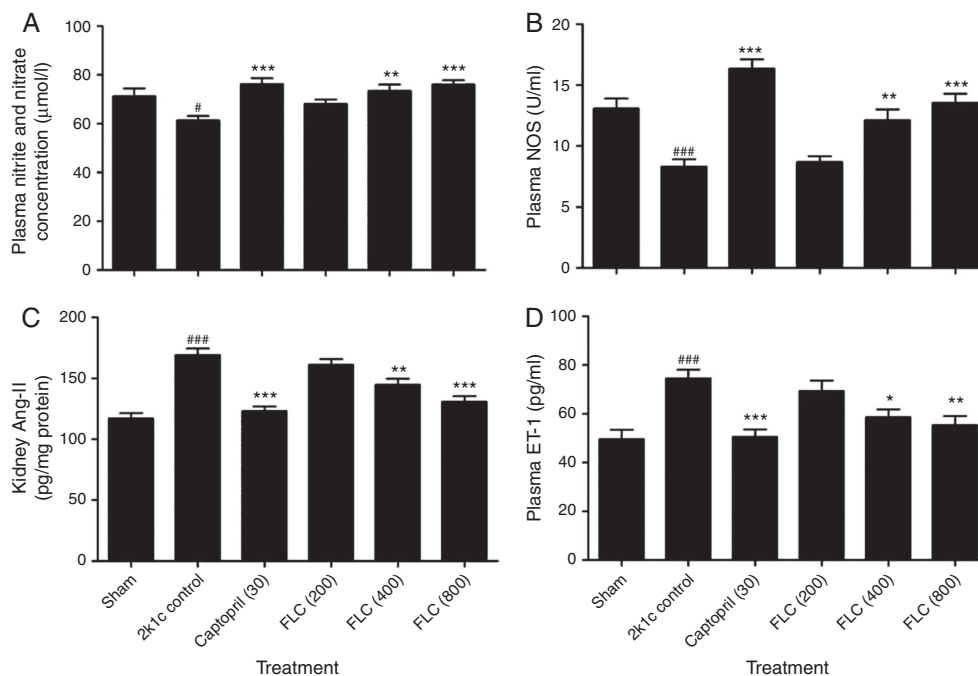 A
Plasma nitrite and nitrate
concentration (μmol/l)
100
80
60
40
20
0
#
***
**
***
B
Plasma NOS (U/ml)
20
15
10
5
0
###
***
**
***
C
Kidney Ang-II
(pg/mg protein)
200
150
100
50
0
###
***
**
***
Sham
2k1c control
Captopril (30)
FLC (200)
FLC (400)
FLC (800)
Treatment
D
Plasma ET-1 (pg/ml)
100
80
60
40
20
0
###
***
*
**
Sham
2k1c control
Captopril (30)
FLC (200)
FLC (400)
FLC (800)
Treatment